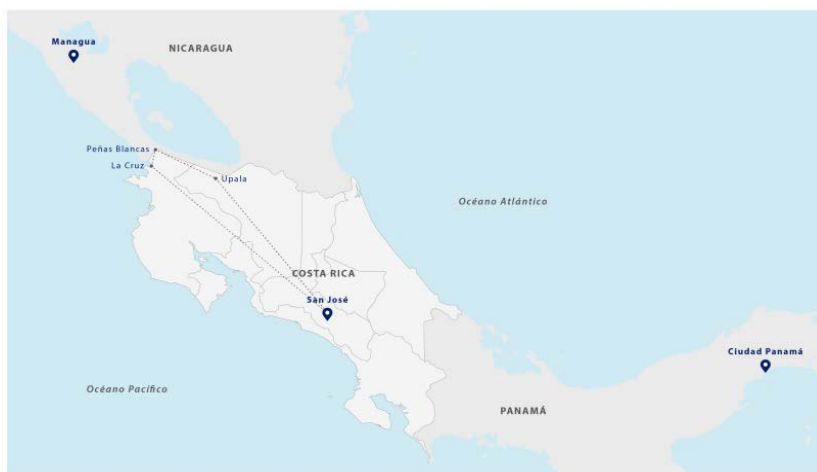 Managua
NICARAGUA
Peñas Blancas
La Cruz
Upala
Océano Atlántico
COSTA RICA
San José
Ciudad Panamá
Océano Pacífico
PANAMÁ